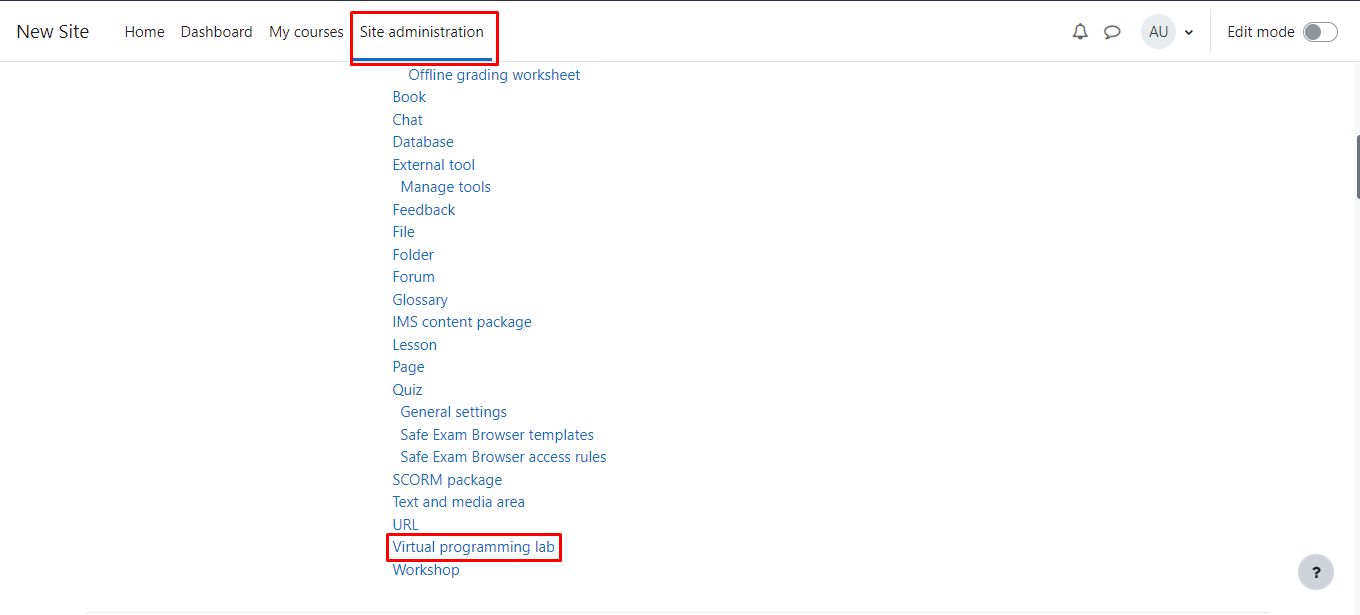 New Site Home Dashboard My courses Site administration AU Edit mode
Offline grading worksheet
Book
Chat
Database
External tool
Manage tools
Feedback
File
Folder
Forum
Glossary
IMS content package
Lesson
Page
Quiz
General settings
Safe Exam Browser templates
Safe Exam Browser access rules
SCORM package
Text and media area
URL
Virtual programming lab
Workshop
?